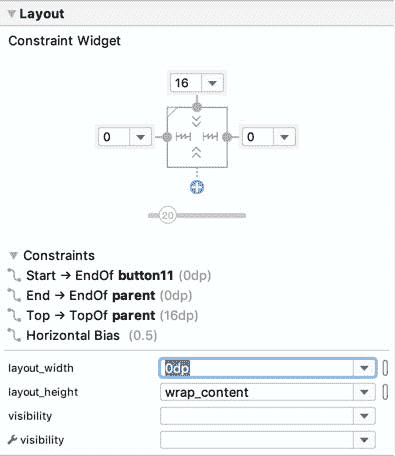 Layout
Constraint Widget
16
0 0
20
Constraints
Start → EndOf button11 (0dp)
End → EndOf parent (0dp)
Top → TopOf parent (16dp)
Horizontal Bias (0.5)
layout_width 0dp
layout_height wrap_content
visibility
visibility